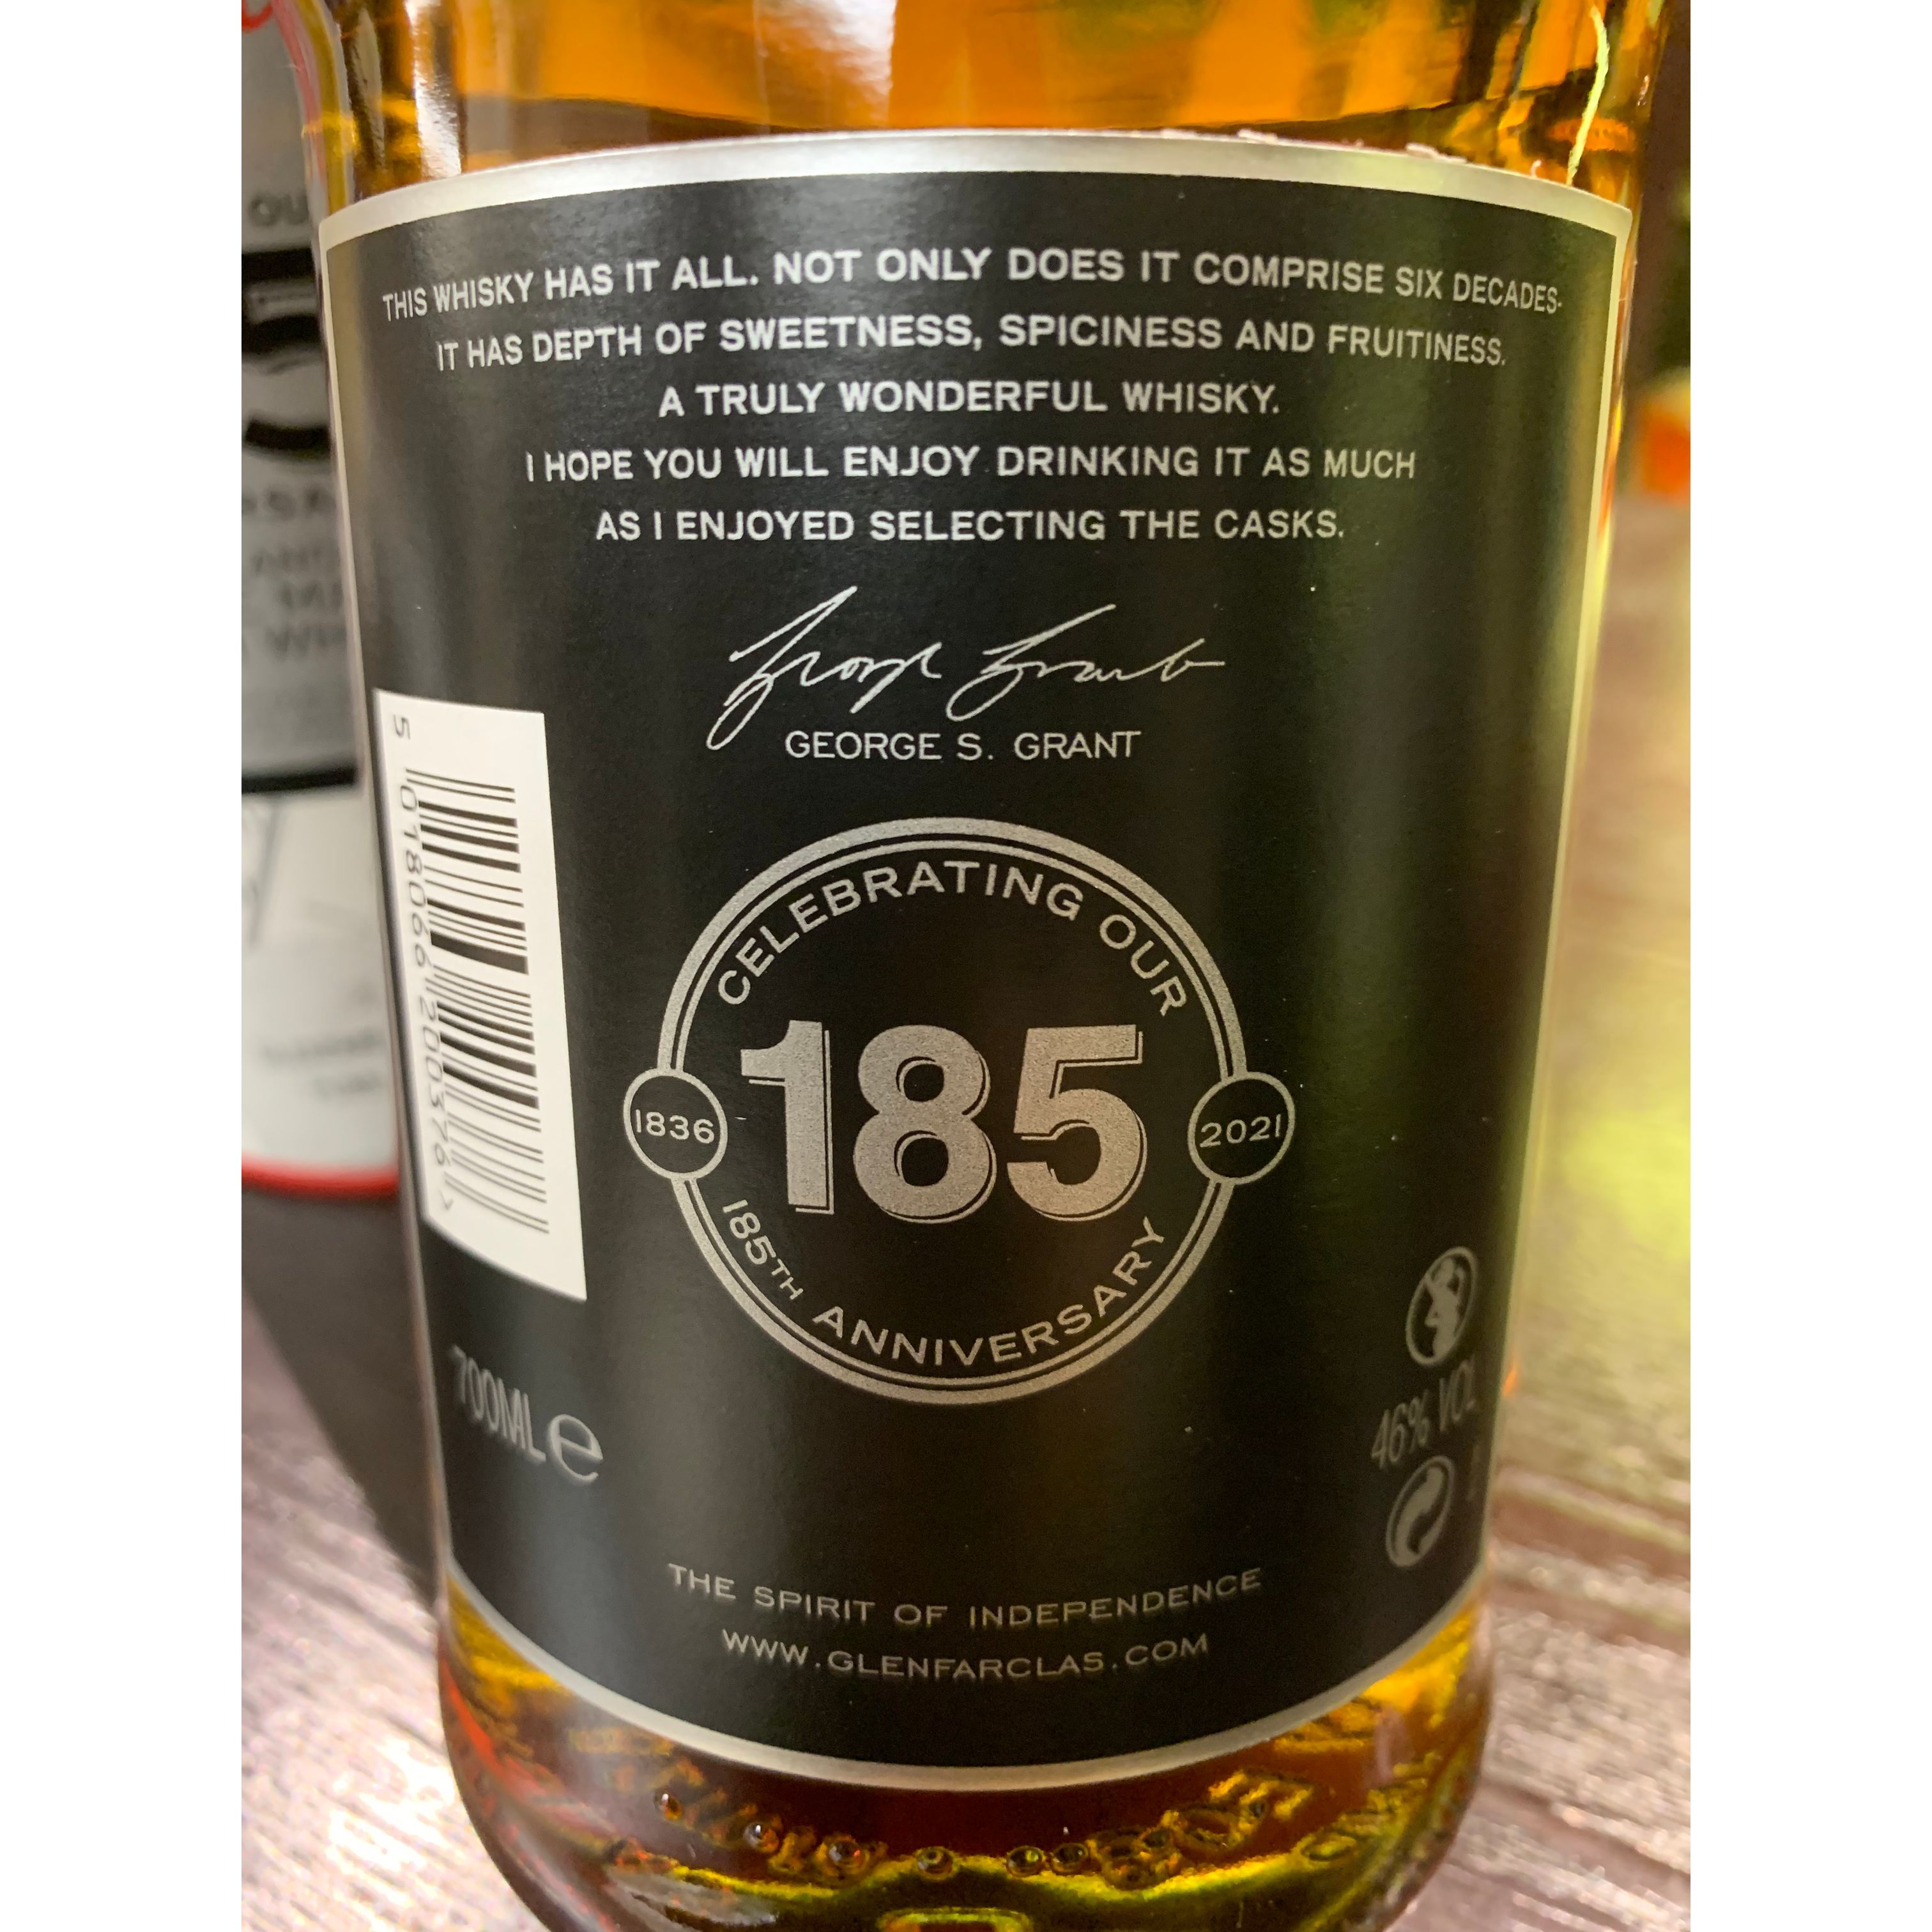 THIS WHISKY HAS IT ALL. NOT ONLY DOES IT COMPRISE SIX DECADES-
IT HAS DEPTH OF SWEETNESS, SPICINESS AND FRUITINESS.
A TRULY WONDERFUL WHISKY.
I HOPE YOU WILL ENJOY DRINKING IT AS MUCH
AS I ENJOYED SELECTING THE CASKS.
George Grant
GEORGE S. GRANT
5 018066 200376 >
CELEBRATING OUR
185
1836
2021
185TH ANNIVERSARY
700ML e
46% VOL
THE SPIRIT OF INDEPENDENCE
WWW.GLENFARCLAS.COM
OU